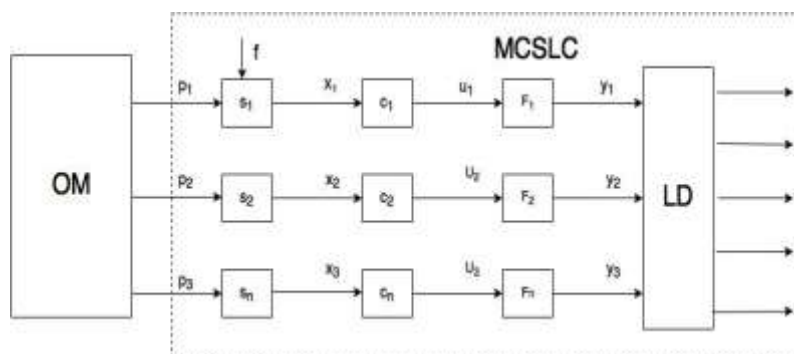 MCSLC
f
p₁ s₁ x₁ c₁ u₁ F₁ y₁
OM p₂ s₂ x₂ c₂ U₂ F₂ y₂ LD
p₃ sₙ x₃ cₙ U₃ Fₙ y₃